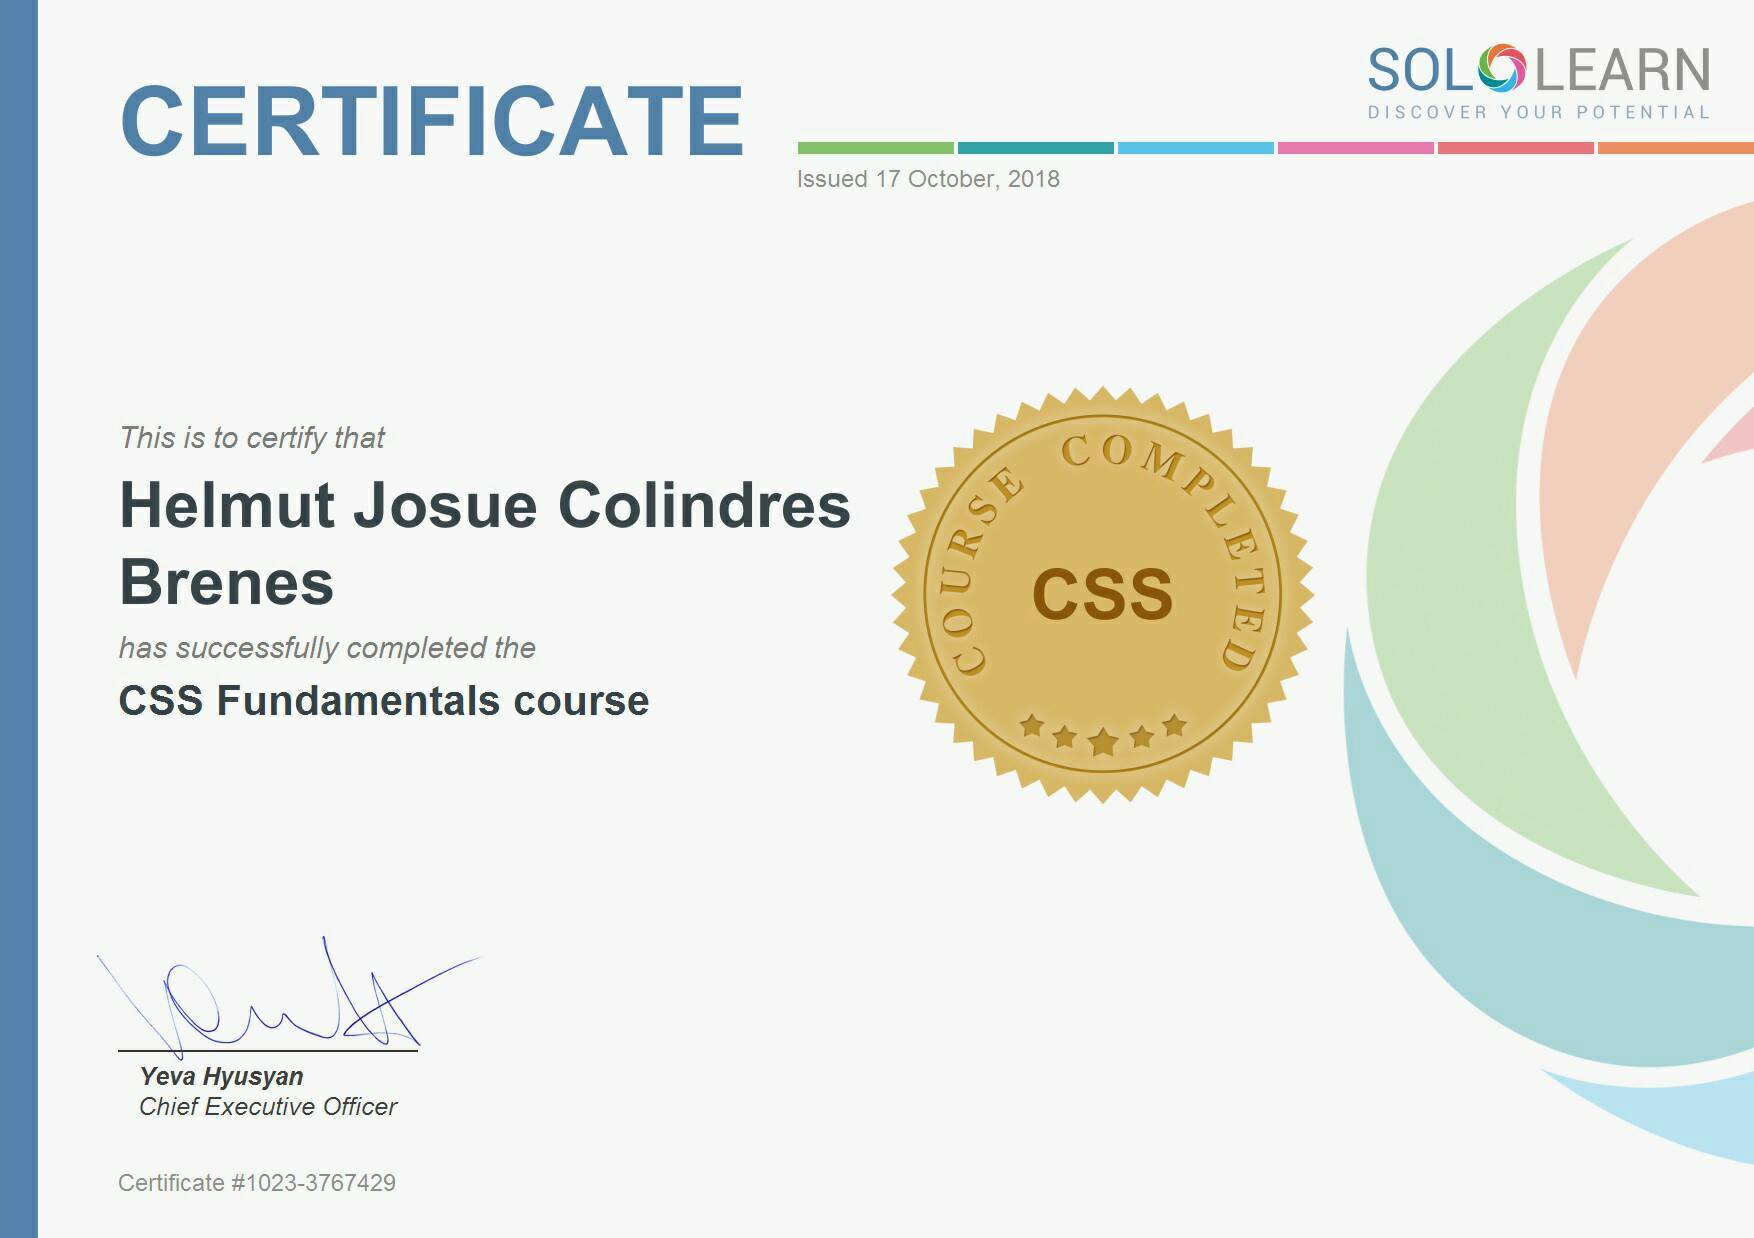 CERTIFICATE
SOLOLEARN
DISCOVER YOUR POTENTIAL
Issued 17 October, 2018
This is to certify that
Helmut Josue Colindres
Brenes
has successfully completed the
CSS Fundamentals course
COURSE COMPLETED
CSS
Yeva Hyusyan
Chief Executive Officer
Certificate #1023-3767429